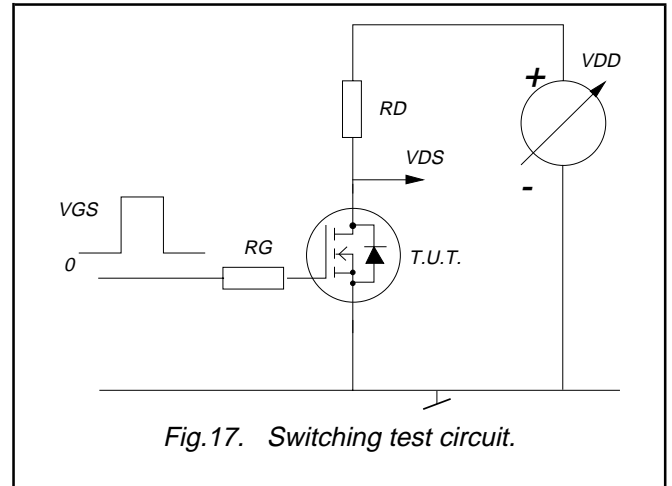 +
VDD
RD
VDS
-
VGS
RG
T.U.T.
0
Fig.17. Switching test circuit.